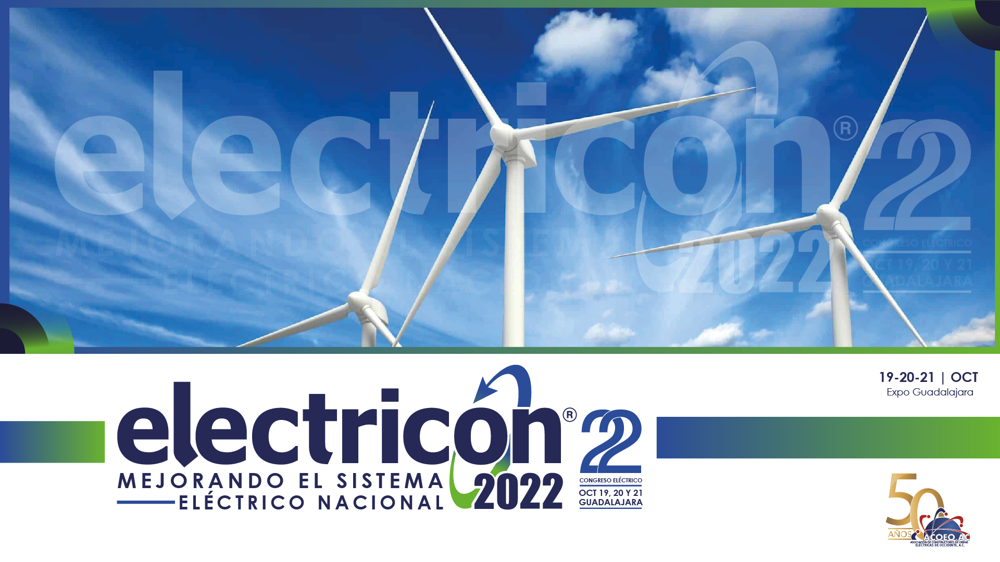 electricon® 22
2022
MEJORANDO EL SISTEMA
ELÉCTRICO NACIONAL
CONGRESO ELÉCTRICO
OCT 19, 20 Y 21
GUADALAJARA
19-20-21 | OCT
Expo Guadalajara
electricon® 22
MEJORANDO EL SISTEMA
ELÉCTRICO NACIONAL
2022
CONGRESO ELÉCTRICO
OCT 19, 20 Y 21
GUADALAJARA
50
AÑOS
ACOEO.AC
ASOCIACIÓN DE CONSTRUCTORES DE OBRAS
ELÉCTRICAS DE OCCIDENTE, A.C.